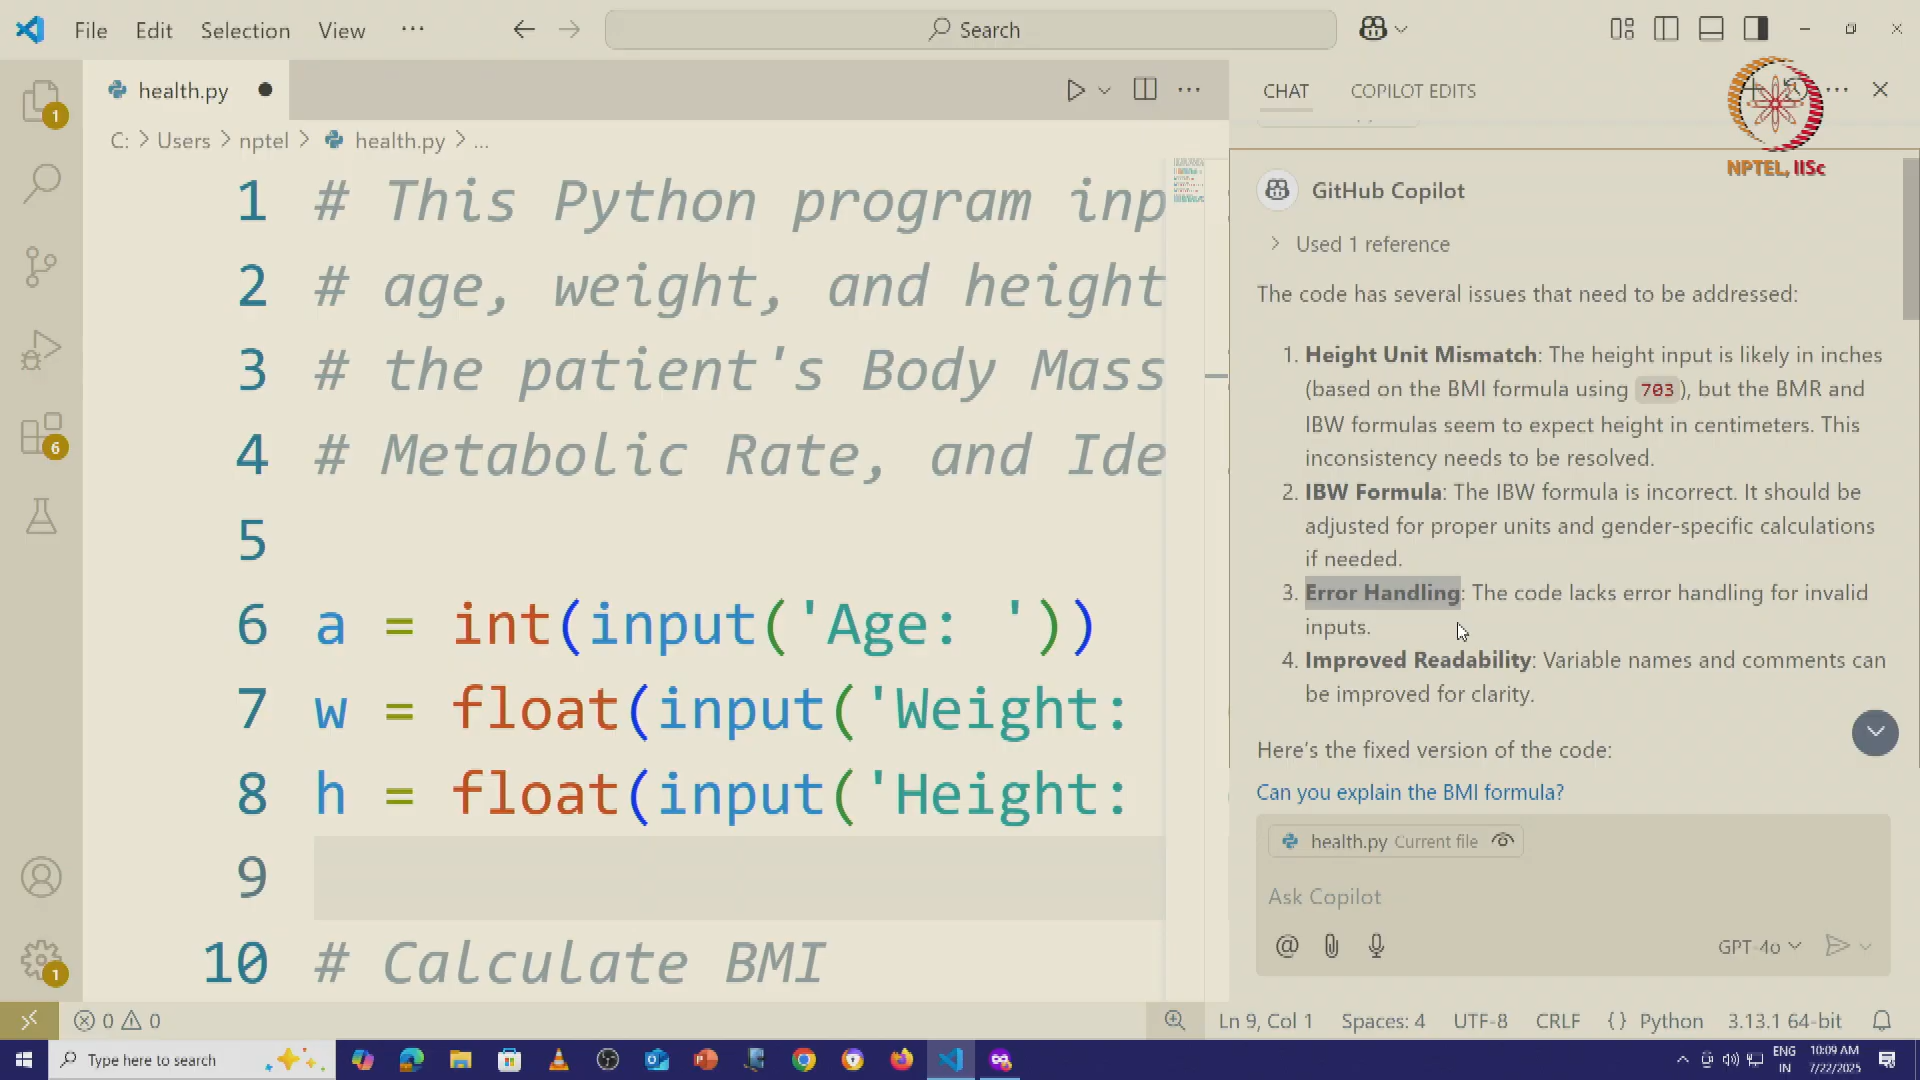 File Edit Selection View ··· Search
health.py
C: > Users > nptel > health.py > ...
1 # This Python program inp
2 # age, weight, and height
3 # the patient's Body Mass
4 # Metabolic Rate, and Ide
5
6 a = int(input('Age: '))
7 w = float(input('Weight:
8 h = float(input('Height:
9
10 # Calculate BMI
CHAT COPILOT EDITS
NPTEL, IISc
GitHub Copilot
> Used 1 reference
The code has several issues that need to be addressed:
1. Height Unit Mismatch: The height input is likely in inches
(based on the BMI formula using 703), but the BMR and
IBW formulas seem to expect height in centimeters. This
inconsistency needs to be resolved.
2. IBW Formula: The IBW formula is incorrect. It should be
adjusted for proper units and gender-specific calculations
if needed.
3. Error Handling: The code lacks error handling for invalid
inputs.
4. Improved Readability: Variable names and comments can
be improved for clarity.
Here's the fixed version of the code:
Can you explain the BMI formula?
health.py Current file
Ask Copilot
@ GPT-4o
1
6
1
0 0 Ln 9, Col 1 Spaces: 4 UTF-8 CRLF {} Python 3.13.1 64-bit
Type here to search
ENG
IN
10:09 AM
7/22/2025